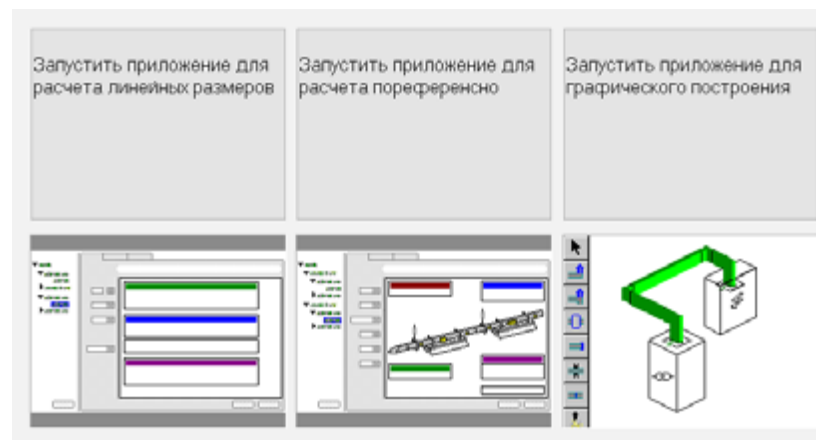 Запустить приложение для
расчета линейных размеров
Запустить приложение для
расчета пореференсно
Запустить приложение для
графического построения